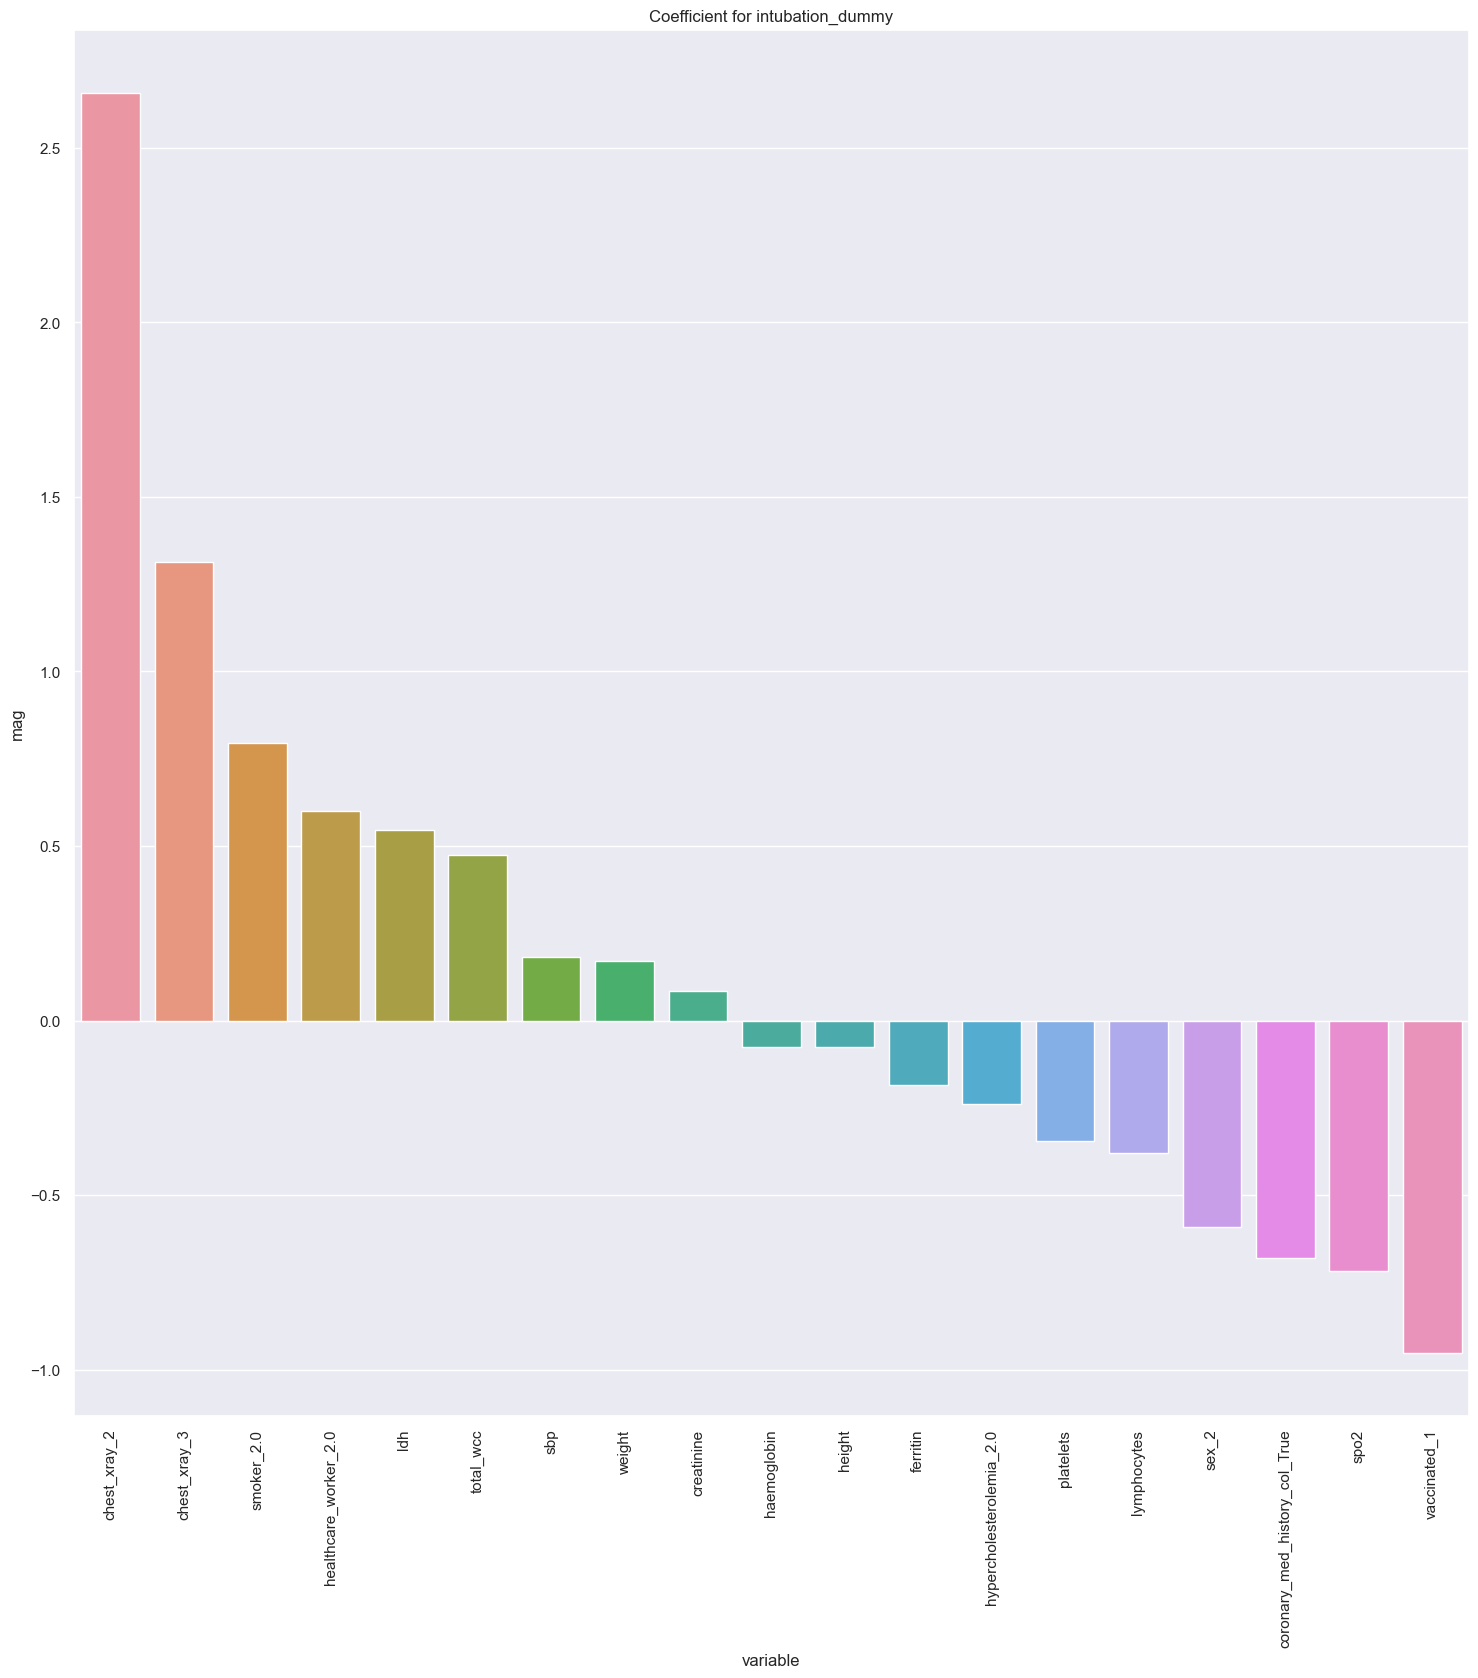 Coefficient for intubation_dummy
mag
2.5
2.0
1.5
1.0
0.5
0.0
−0.5
−1.0
chest_xray_2
chest_xray_3
smoker_2.0
healthcare_worker_2.0
ldh
total_wcc
sbp
weight
creatinine
haemoglobin
height
ferritin
hypercholesterolemia_2.0
platelets
lymphocytes
sex_2
coronary_med_history_col_True
spo2
vaccinated_1
variable